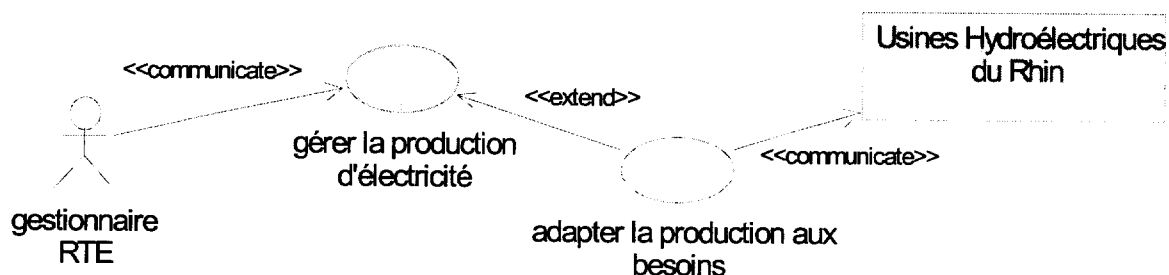 Usines Hydroélectriques
du Rhin
<<communicate>>
<<extend>>
gérer la production
d'électricité
<<communicate>>
gestionnaire
RTE
adapter la production aux
besoins